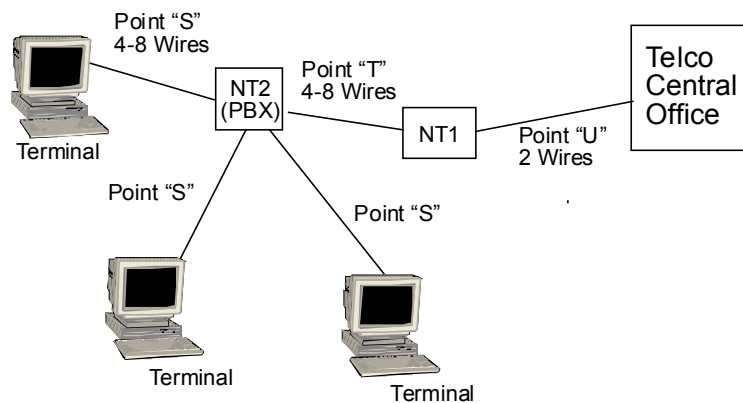 Point “S”
4-8 Wires
Terminal
NT2
(PBX)
Point “T”
4-8 Wires
NT1
Point “U”
2 Wires
Telco
Central
Office
Point “S”
Point “S”
Terminal
Terminal